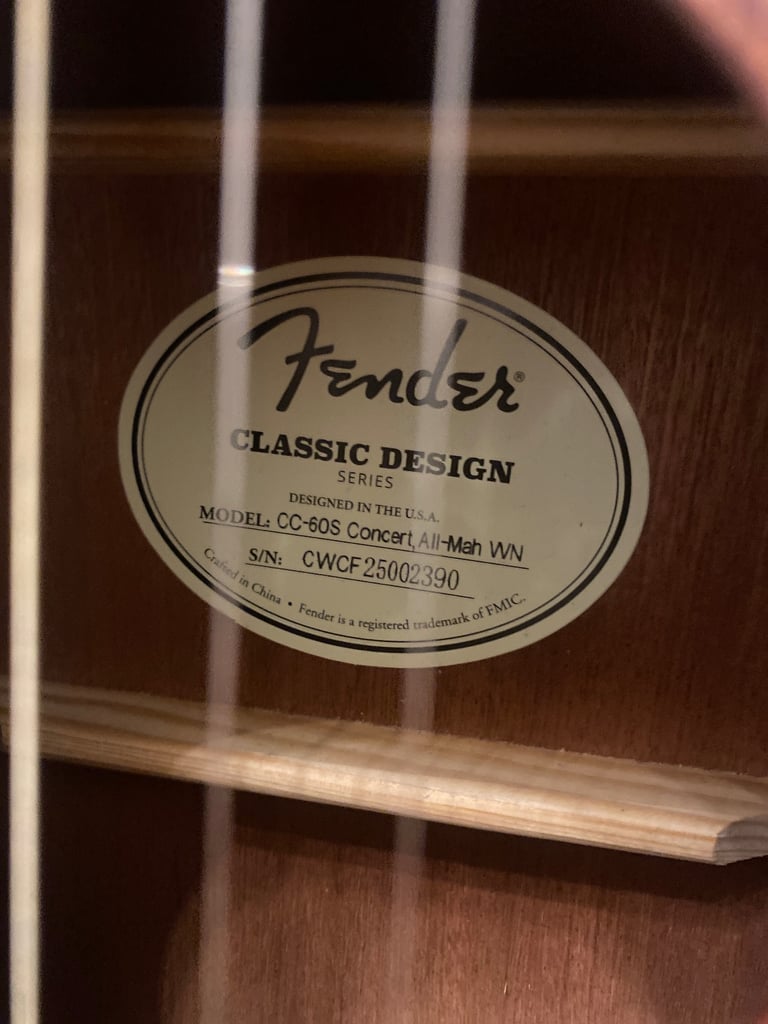 Fender®
CLASSIC DESIGN
SERIES
DESIGNED IN THE U.S.A.
MODEL: CC-60S Concert, All-Mah WN
S/N: CWCF25002390
Crafted in China • Fender is a registered trademark of FMIC.